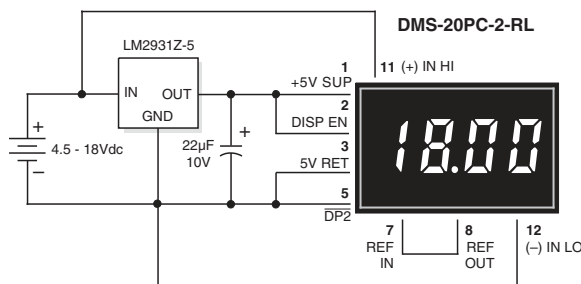 DMS-20PC-2-RL
LM2931Z-5
1
11 (+) IN HI
+5V SUP
IN
OUT
2
GND
DISP EN
+
+
4.5 - 18Vdc
22µF
10V
3
18.00
5V RET
–
5
DP2
7
8
12
REF
IN
REF
OUT
(–) IN LO